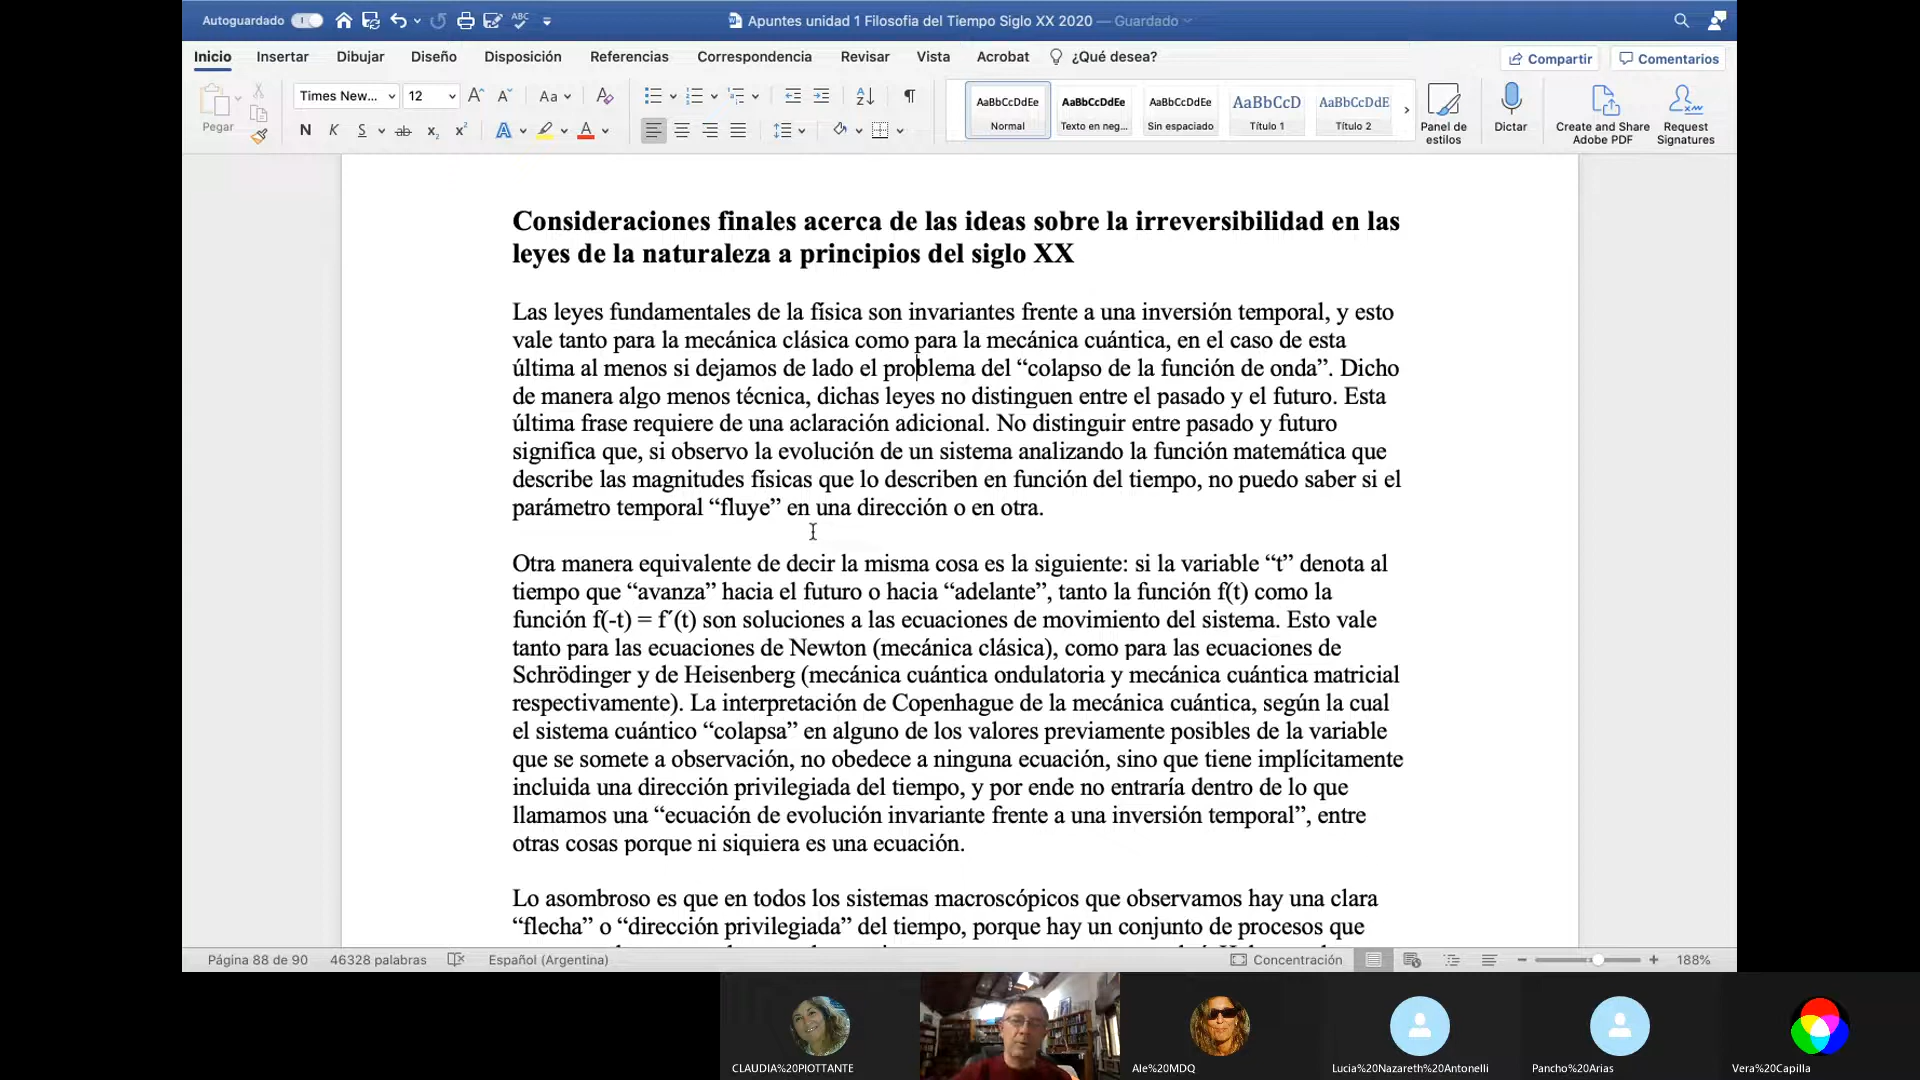 Autoguardado
Apuntes unidad 1 Filosofia del Tiempo Siglo XX 2020 — Guardado
Inicio Insertar Dibujar Diseño Disposición Referencias Correspondencia Revisar Vista Acrobat ¿Qué desea? Compartir Comentarios
Pegar
Times New... 12
N K S ab x₂ x²
AaBbCcDdEe AaBbCcDdEe AaBbCcDdEe AaBbCcD AaBbCcDdE
Normal Texto en neg... Sin espaciado Título 1 Título 2
Panel de estilos
Dictar
Create and Share Adobe PDF
Request Signatures
Consideraciones finales acerca de las ideas sobre la irreversibilidad en las
leyes de la naturaleza a principios del siglo XX
Las leyes fundamentales de la física son invariantes frente a una inversión temporal, y esto
vale tanto para la mecánica clásica como para la mecánica cuántica, en el caso de esta
última al menos si dejamos de lado el problema del “colapso de la función de onda”. Dicho
de manera algo menos técnica, dichas leyes no distinguen entre el pasado y el futuro. Esta
última frase requiere de una aclaración adicional. No distinguir entre pasado y futuro
significa que, si observo la evolución de un sistema analizando la función matemática que
describe las magnitudes físicas que lo describen en función del tiempo, no puedo saber si el
parámetro temporal “fluye” en una dirección o en otra.
Otra manera equivalente de decir la misma cosa es la siguiente: si la variable “t” denota al
tiempo que “avanza” hacia el futuro o hacia “adelante”, tanto la función f(t) como la
función f(-t) = f´(t) son soluciones a las ecuaciones de movimiento del sistema. Esto vale
tanto para las ecuaciones de Newton (mecánica clásica), como para las ecuaciones de
Schrödinger y de Heisenberg (mecánica cuántica ondulatoria y mecánica cuántica matricial
respectivamente). La interpretación de Copenhague de la mecánica cuántica, según la cual
el sistema cuántico “colapsa” en alguno de los valores previamente posibles de la variable
que se somete a observación, no obedece a ninguna ecuación, sino que tiene implícitamente
incluida una dirección privilegiada del tiempo, y por ende no entraría dentro de lo que
llamamos una “ecuación de evolución invariante frente a una inversión temporal”, entre
otras cosas porque ni siquiera es una ecuación.
Lo asombroso es que en todos los sistemas macroscópicos que observamos hay una clara
“flecha” o “dirección privilegiada” del tiempo, porque hay un conjunto de procesos que
Página 88 de 90 46328 palabras Español (Argentina) Concentración 188%
CLAUDIA%20PIOTTANTE Ale%20MDQ Lucia%20Nazareth%20Antonelli Pancho%20Arias Vera%20Capilla